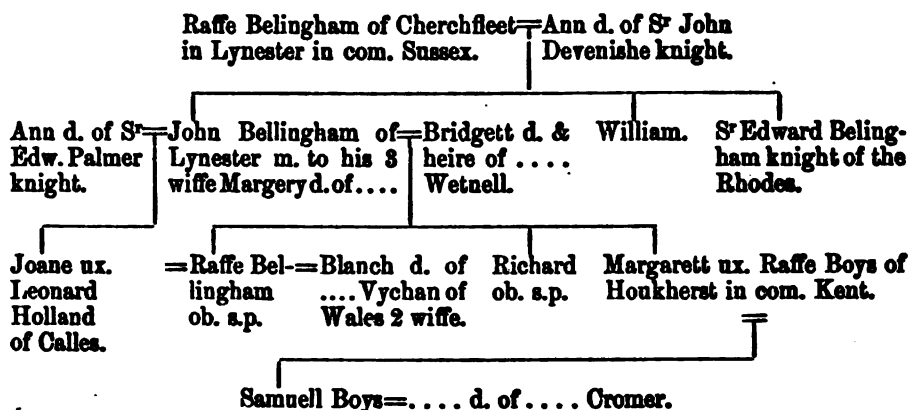 Raffe Belingham of Cherchfleet=Ann d. of Sr John
in Lynester in com. Sussex. Devenishe knight.
Ann d. of Sr=John Bellingham of=Bridgett d. & William. Sr Edward Beling-
Edw. Palmer Lynester m. to his 3 heire of .... ham knight of the
knight. wiffe Margery d. of .... Wetnell. Rhodes.
Joane ux. =Raffe Bel-=Blanch d. of Richard Margarett ux. Raffe Boys of
Leonard lingham .... Vychan of ob. s.p. Houkherst in com. Kent.
Holland ob. s.p. Wales 2 wiffe. =
of Calles.
Samuell Boys=.... d. of .... Cromer.